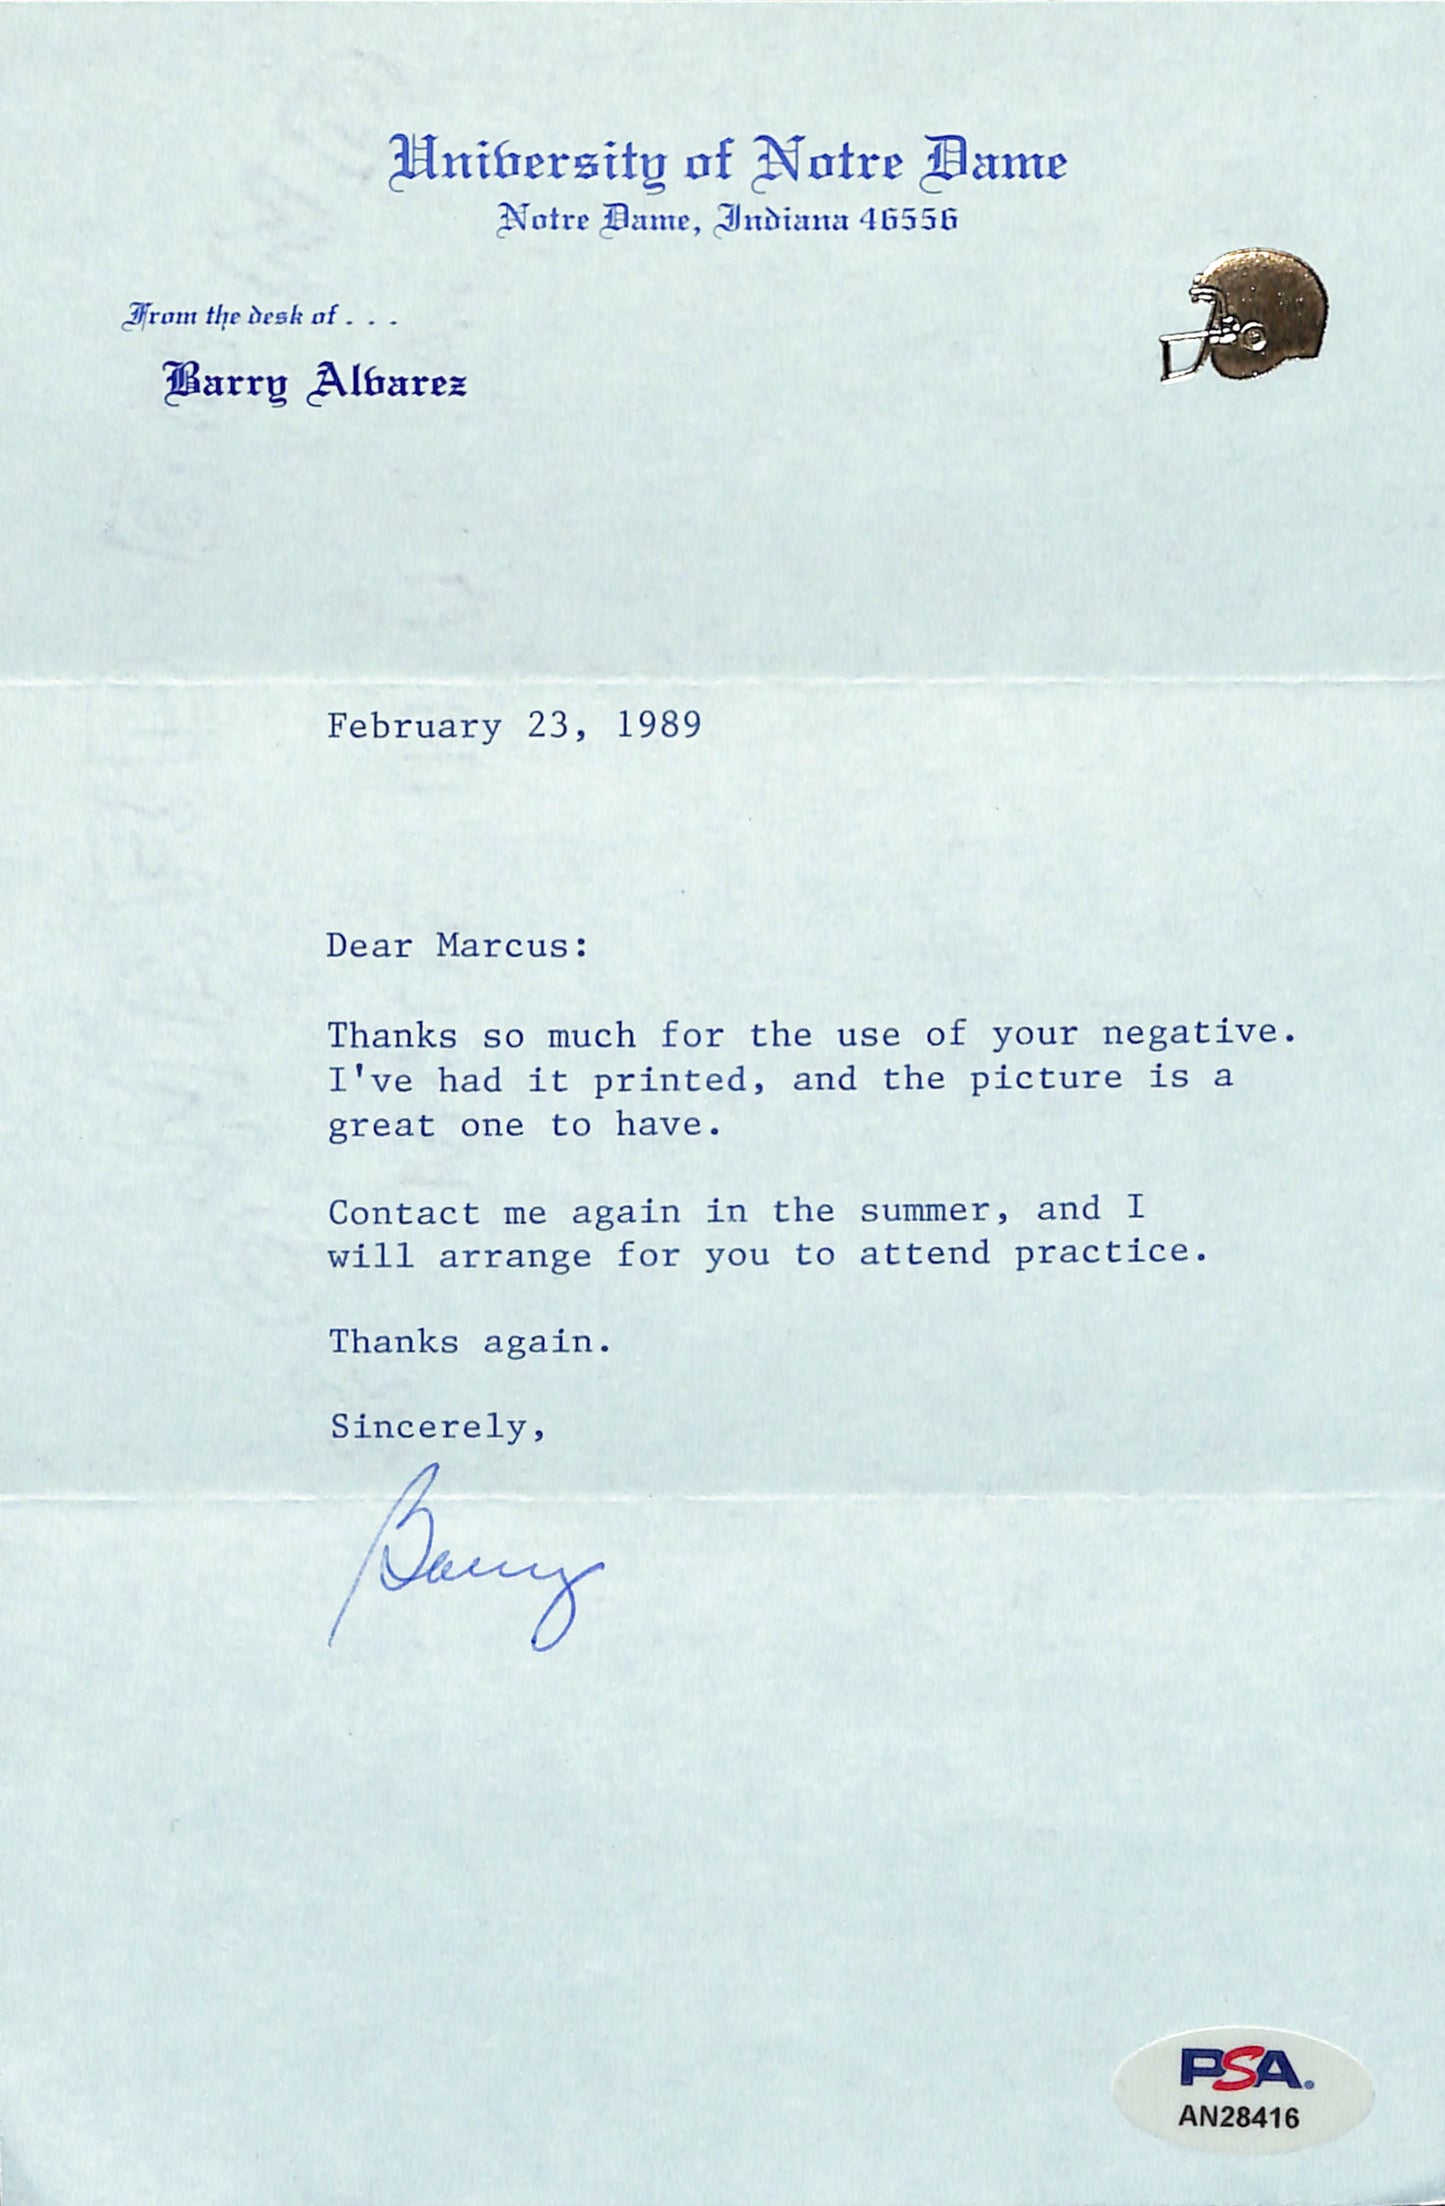 University of Notre Dame
Notre Dame, Indiana 46556
From the desk of . . .
Barry Alvarez
February 23, 1989
Dear Marcus:
Thanks so much for the use of your negative.
I've had it printed, and the picture is a
great one to have.
Contact me again in the summer, and I
will arrange for you to attend practice.
Thanks again.
Sincerely,
Barry
PSA.
AN28416